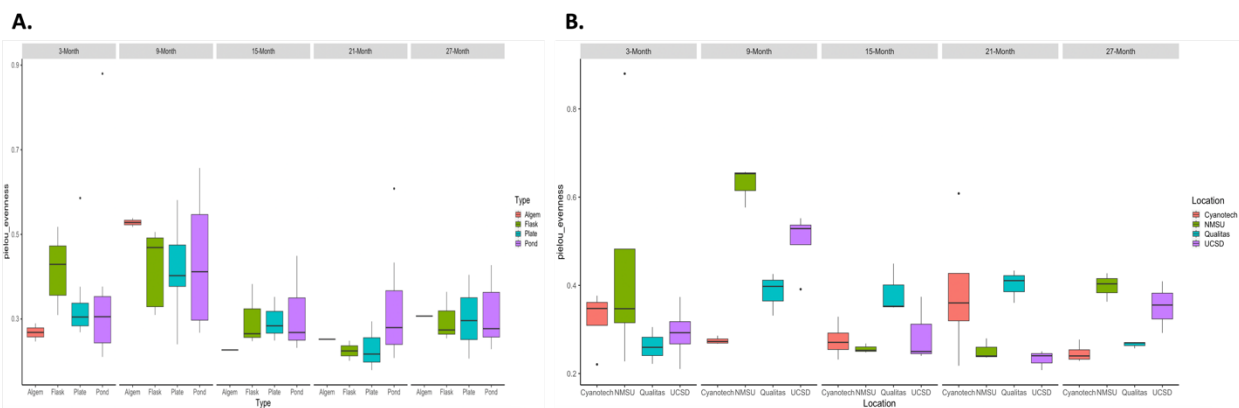 A.
3-Month 9-Month 15-Month 21-Month 27-Month
0.9
0.7
0.5
0.3
pielou_evenness
Algem Flask Plate Pond Algem Flask Plate Pond Algem Flask Plate Pond Algem Flask Plate Pond Algem Flask Plate Pond
Type
Type
Algem
Flask
Plate
Pond
B.
3-Month 9-Month 15-Month 21-Month 27-Month
0.8
0.6
0.4
0.2
pielou_evenness
Cyanotech NMSU Qualitas UCSD Cyanotech NMSU Qualitas UCSD Cyanotech NMSU Qualitas UCSD Cyanotech NMSU Qualitas UCSD Cyanotech NMSU Qualitas UCSD
Location
Location
Cyanotech
NMSU
Qualitas
UCSD